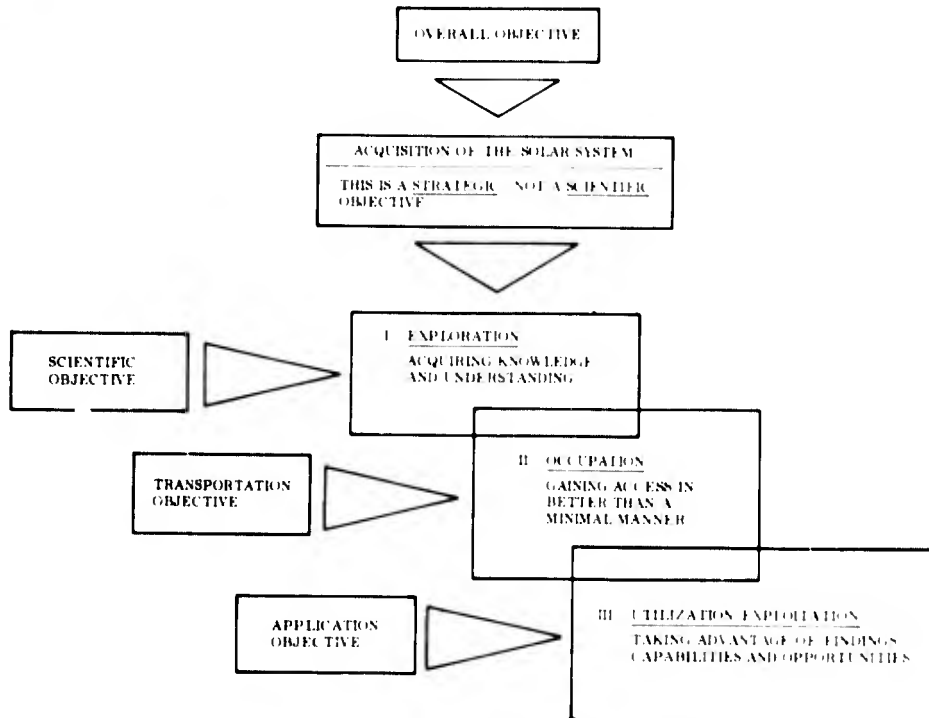 OVERALL OBJECTIVE
ACQUISITION OF THE SOLAR SYSTEM
THIS IS A STRATEGIC NOT A SCIENTIFIC
OBJECTIVE
I EXPLORATION
ACQUIRING KNOWLEDGE
AND UNDERSTANDING
SCIENTIFIC
OBJECTIVE
II OCCUPATION
GAINING ACCESS IN
BETTER THAN A
MINIMAL MANNER
TRANSPORTATION
OBJECTIVE
III UTILIZATION EXPLOITATION
TAKING ADVANTAGE OF FINDINGS
CAPABILITIES AND OPPORTUNITIES
APPLICATION
OBJECTIVE